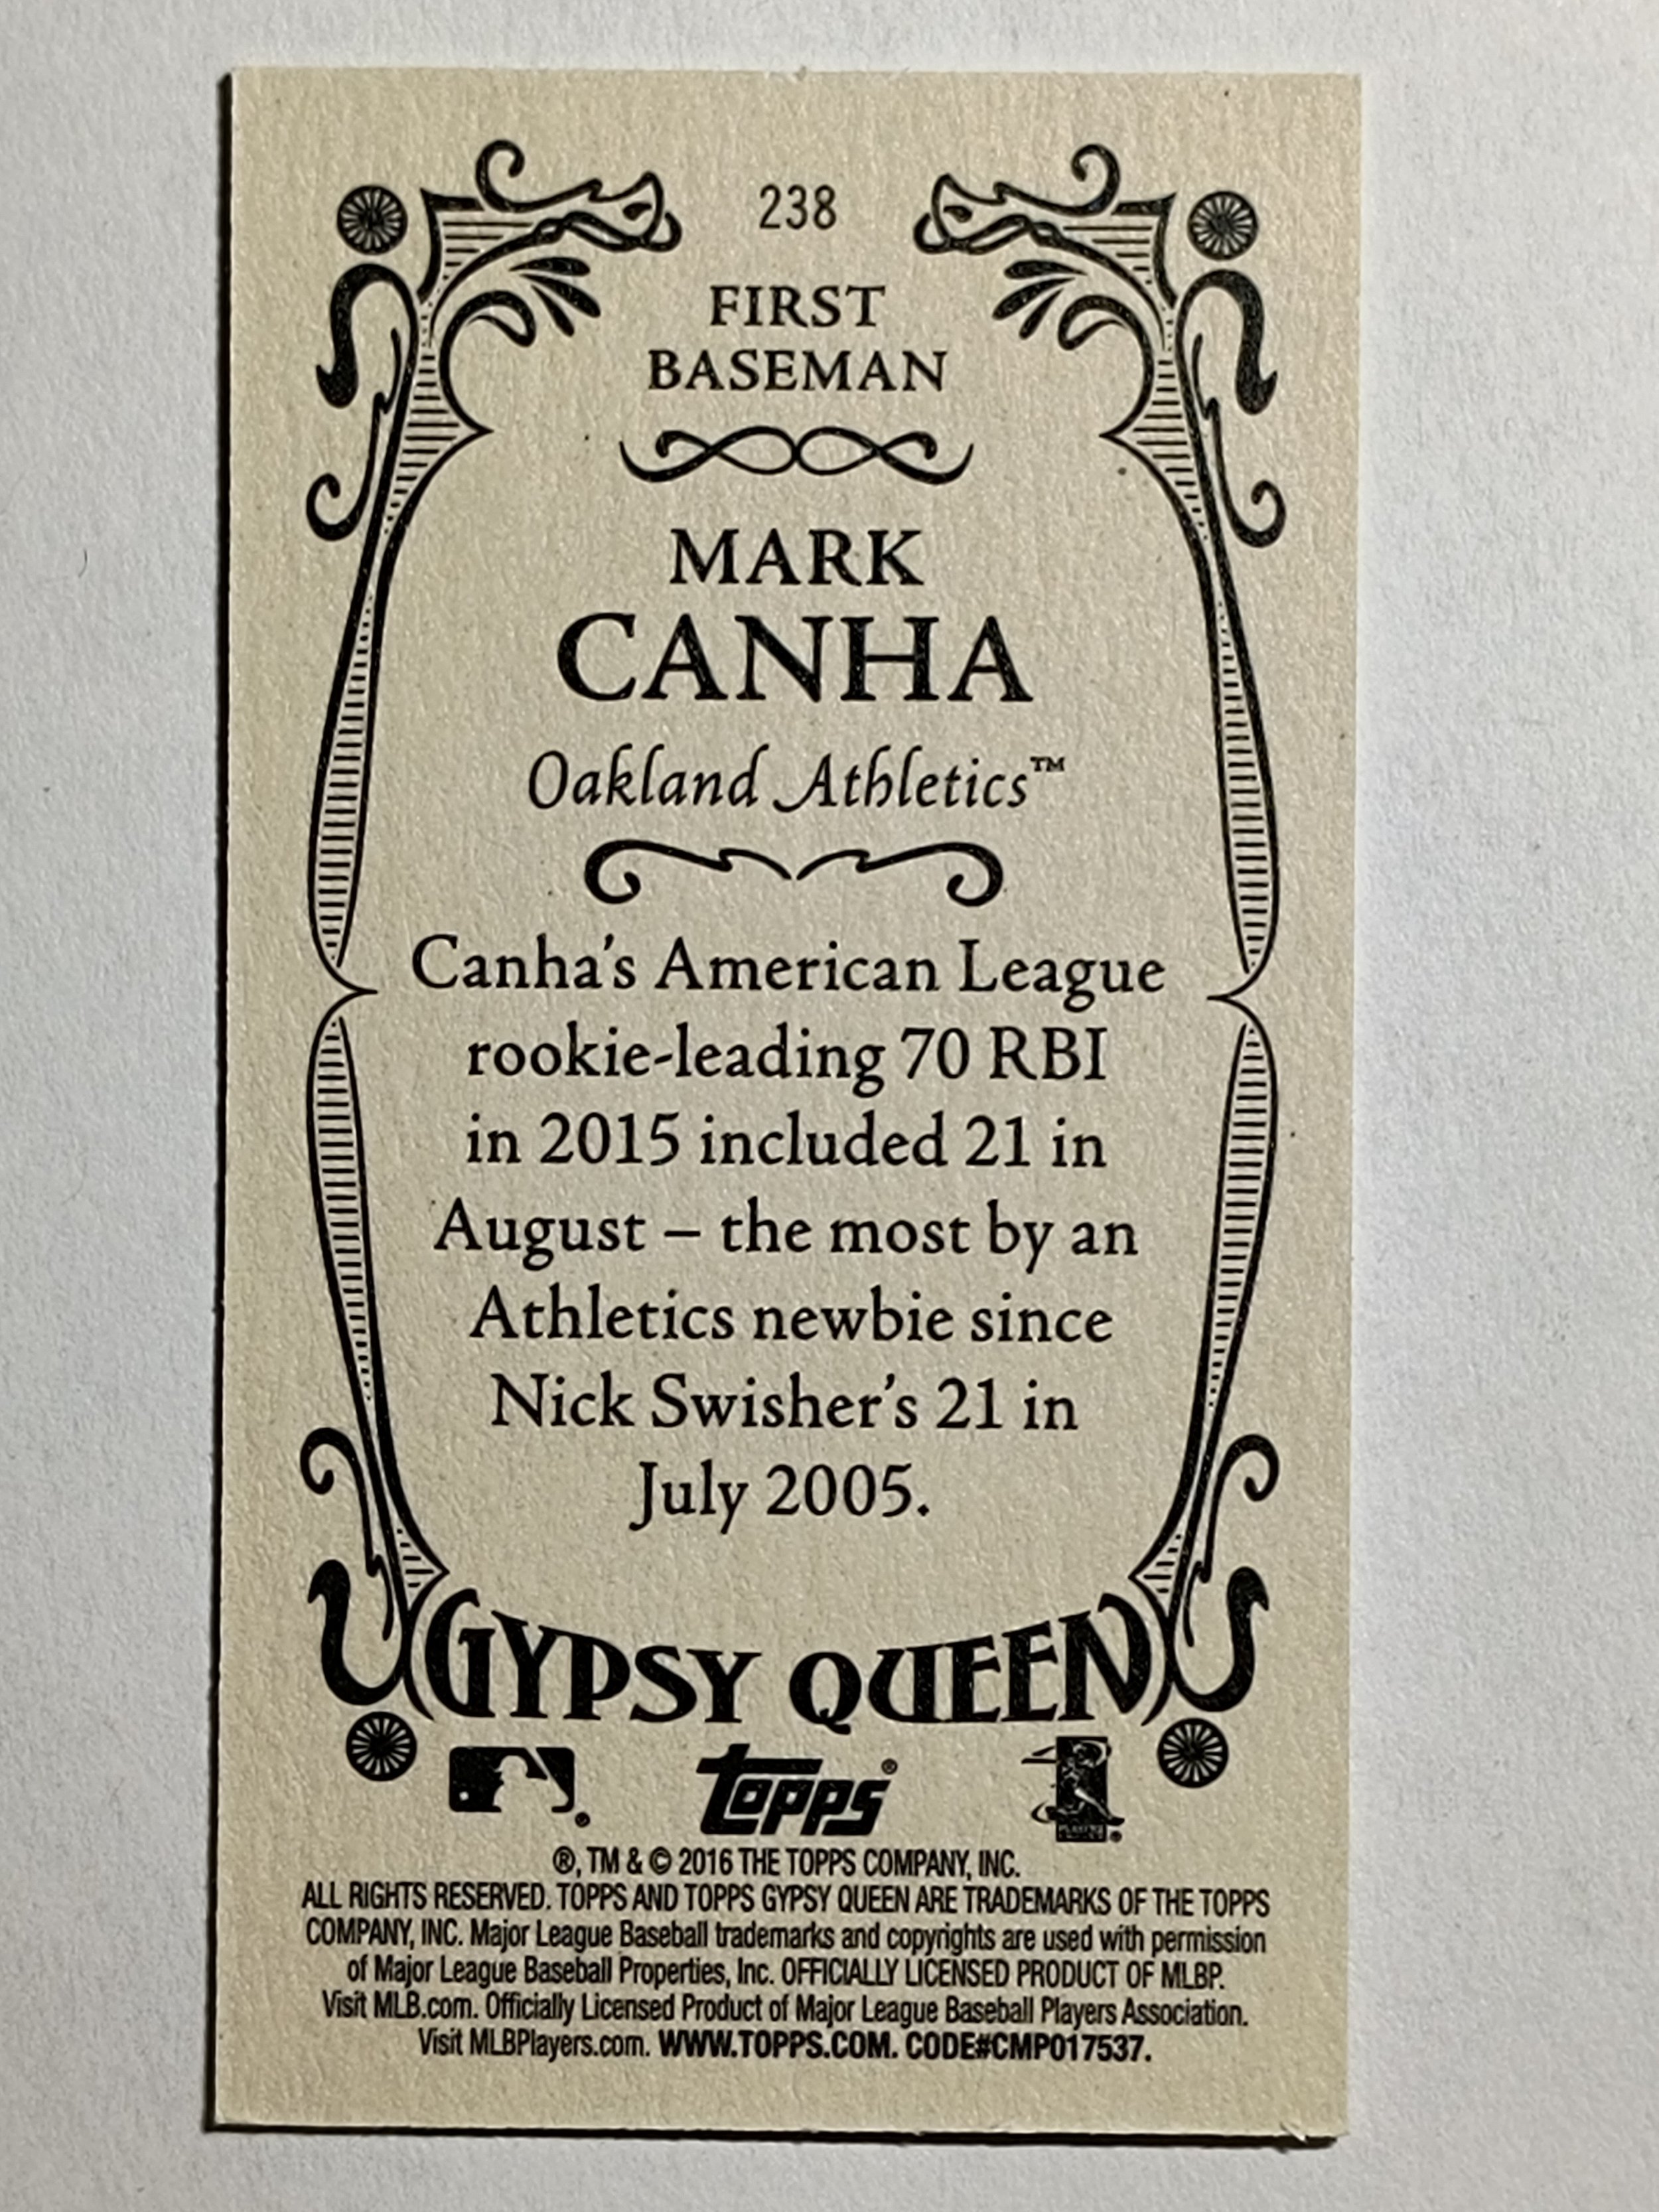 238
FIRST
BASEMAN
MARK
CANHA
Oakland Athletics™
Canha's American League
rookie-leading 70 RBI
in 2015 included 21 in
August – the most by an
Athletics newbie since
Nick Swisher's 21 in
July 2005.
GYPSY QUEEN
® topps® ®
®, TM & © 2016 THE TOPPS COMPANY, INC.
ALL RIGHTS RESERVED. TOPPS AND TOPPS GYPSY QUEEN ARE TRADEMARKS OF THE TOPPS
COMPANY, INC. Major League Baseball trademarks and copyrights are used with permission
of Major League Baseball Properties, Inc. OFFICIALLY LICENSED PRODUCT OF MLBP.
Visit MLB.com. Officially Licensed Product of Major League Baseball Players Association.
Visit MLBPlayers.com. WWW.TOPPS.COM. CODE#CMP017537.